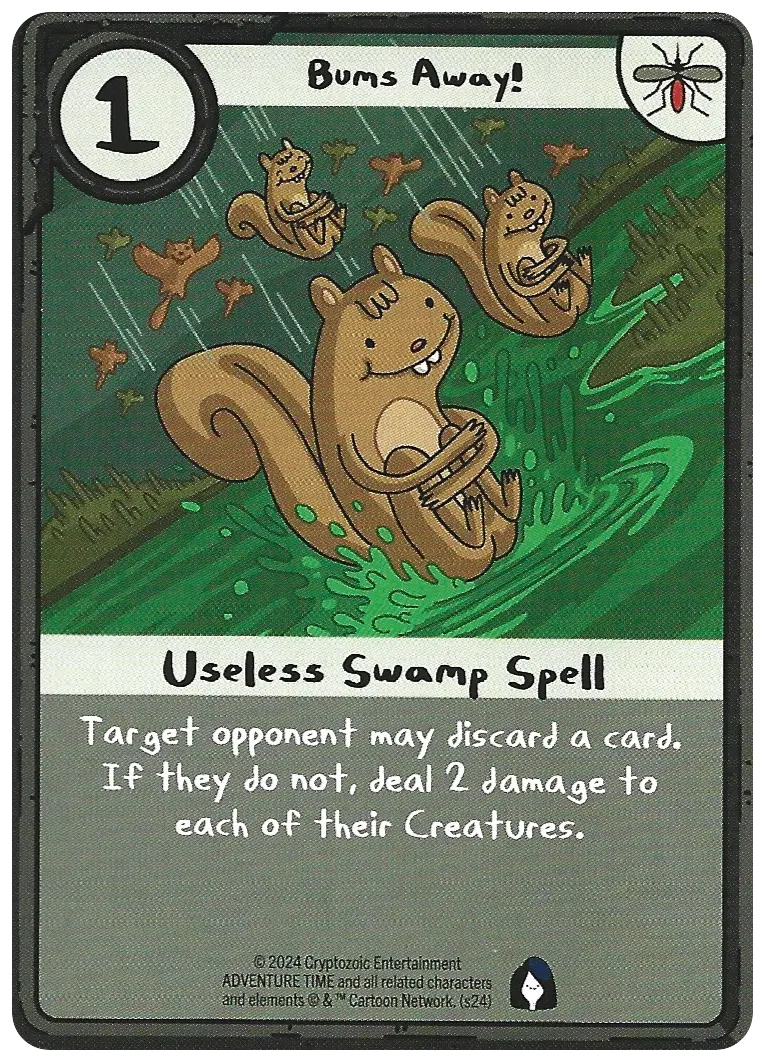 1
Bums Away!
Useless Swamp Spell
Target opponent may discard a card.
If they do not, deal 2 damage to
each of their Creatures.
© 2024 Cryptozoic Entertainment
ADVENTURE TIME and all related characters
and elements © & ™ Cartoon Network. (s24)